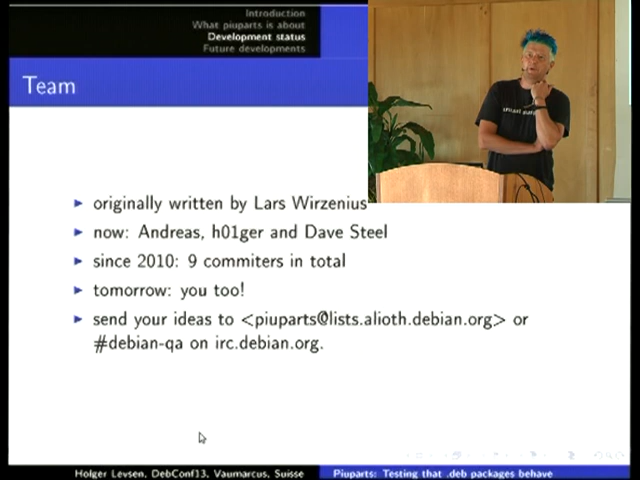 Introduction
What piuparts is about
Development status
Future developments
Team
originally written by Lars Wirzenius
now: Andreas, h01ger and Dave Steel
since 2010: 9 commiters in total
tomorrow: you too!
send your ideas to <piuparts@lists.alioth.debian.org> or
#debian-qa on irc.debian.org.
Holger Levsen, DebConf13, Vaumarcus, Suisse
Piuparts: Testing that .deb packages behave